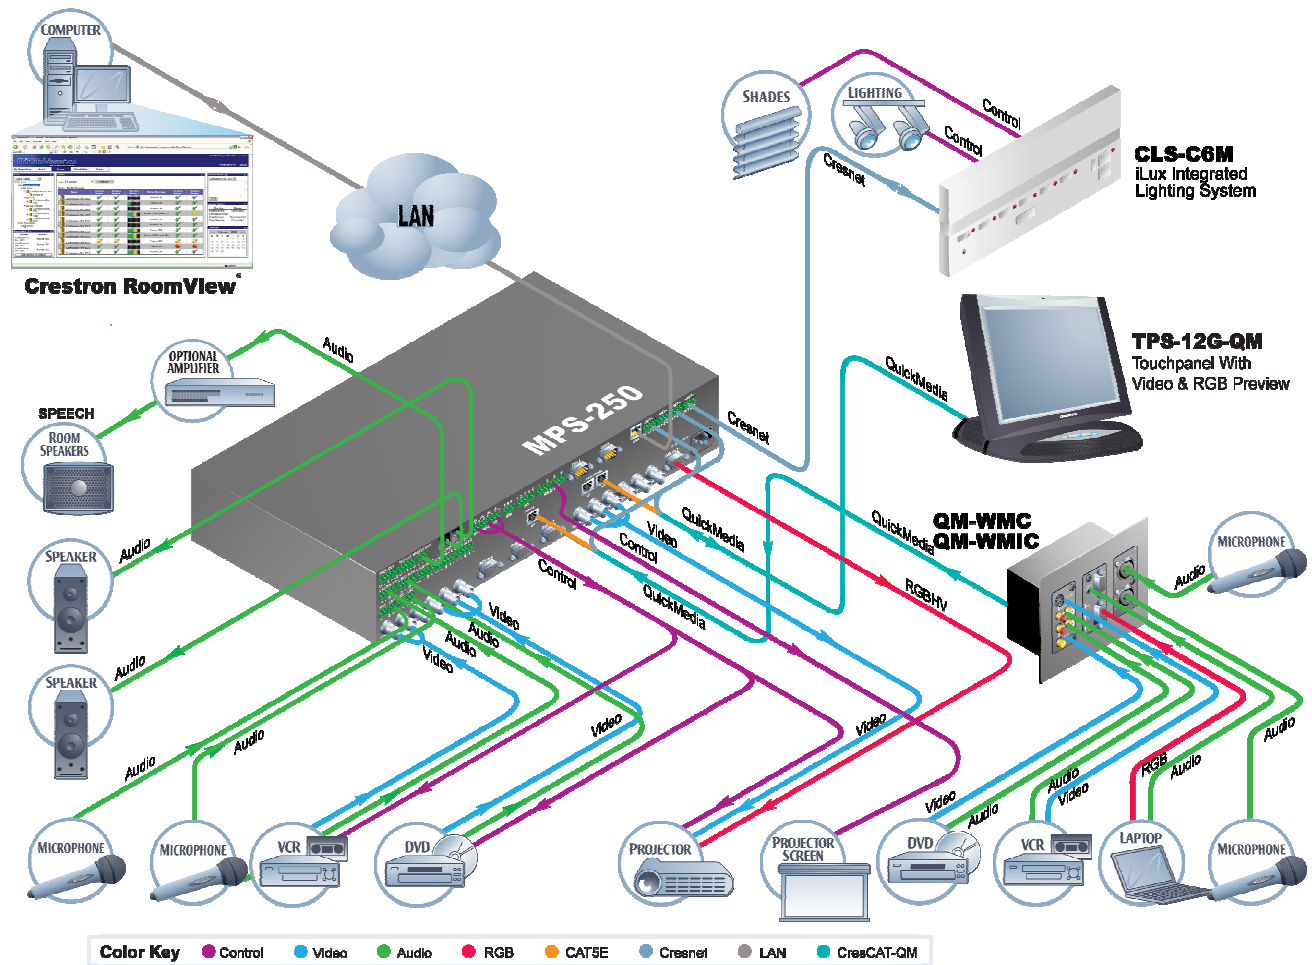 COMPUTER
Crestron RoomView
LAN
SHADES
LIGHTING
Control
Control
Cresnet
CLS-C6M
iLux Integrated
Lighting System
TPS-12G-QM
Touchpanel With
Video & RGB Preview
QuickMedia
OPTIONAL
AMPLIFIER
Audio
SPEECH
ROOM
SPEAKERS
MPS-250
Cresnet
QuickMedia
QuickMedia
QM-WMC
QM-WMIC
MICROPHONE
Audio
SPEAKER
Audio
Video
Control
Control
QuickMedia
RGBHV
Video
Audio
Audio
Video
SPEAKER
Audio
Audio
Audio
Video
Video
RGB
Audio
Audio
Video
Audio
Audio
Video
MICROPHONE
MICROPHONE
VCR
DVD
PROJECTOR
PROJECTOR
SCREEN
DVD
VCR
LAPTOP
MICROPHONE
Color Key
Control
Video
Audio
RGB
CAT5E
Cresnet
LAN
CresCAT-QM